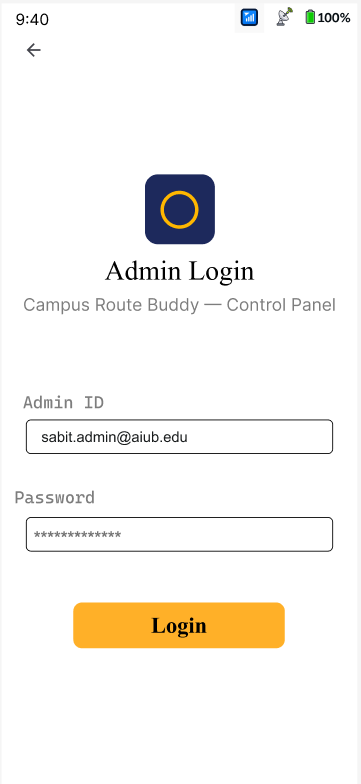 9:40
100%
Admin Login
Campus Route Buddy — Control Panel
Admin ID
sabit.admin@aiub.edu
Password
*************
Login